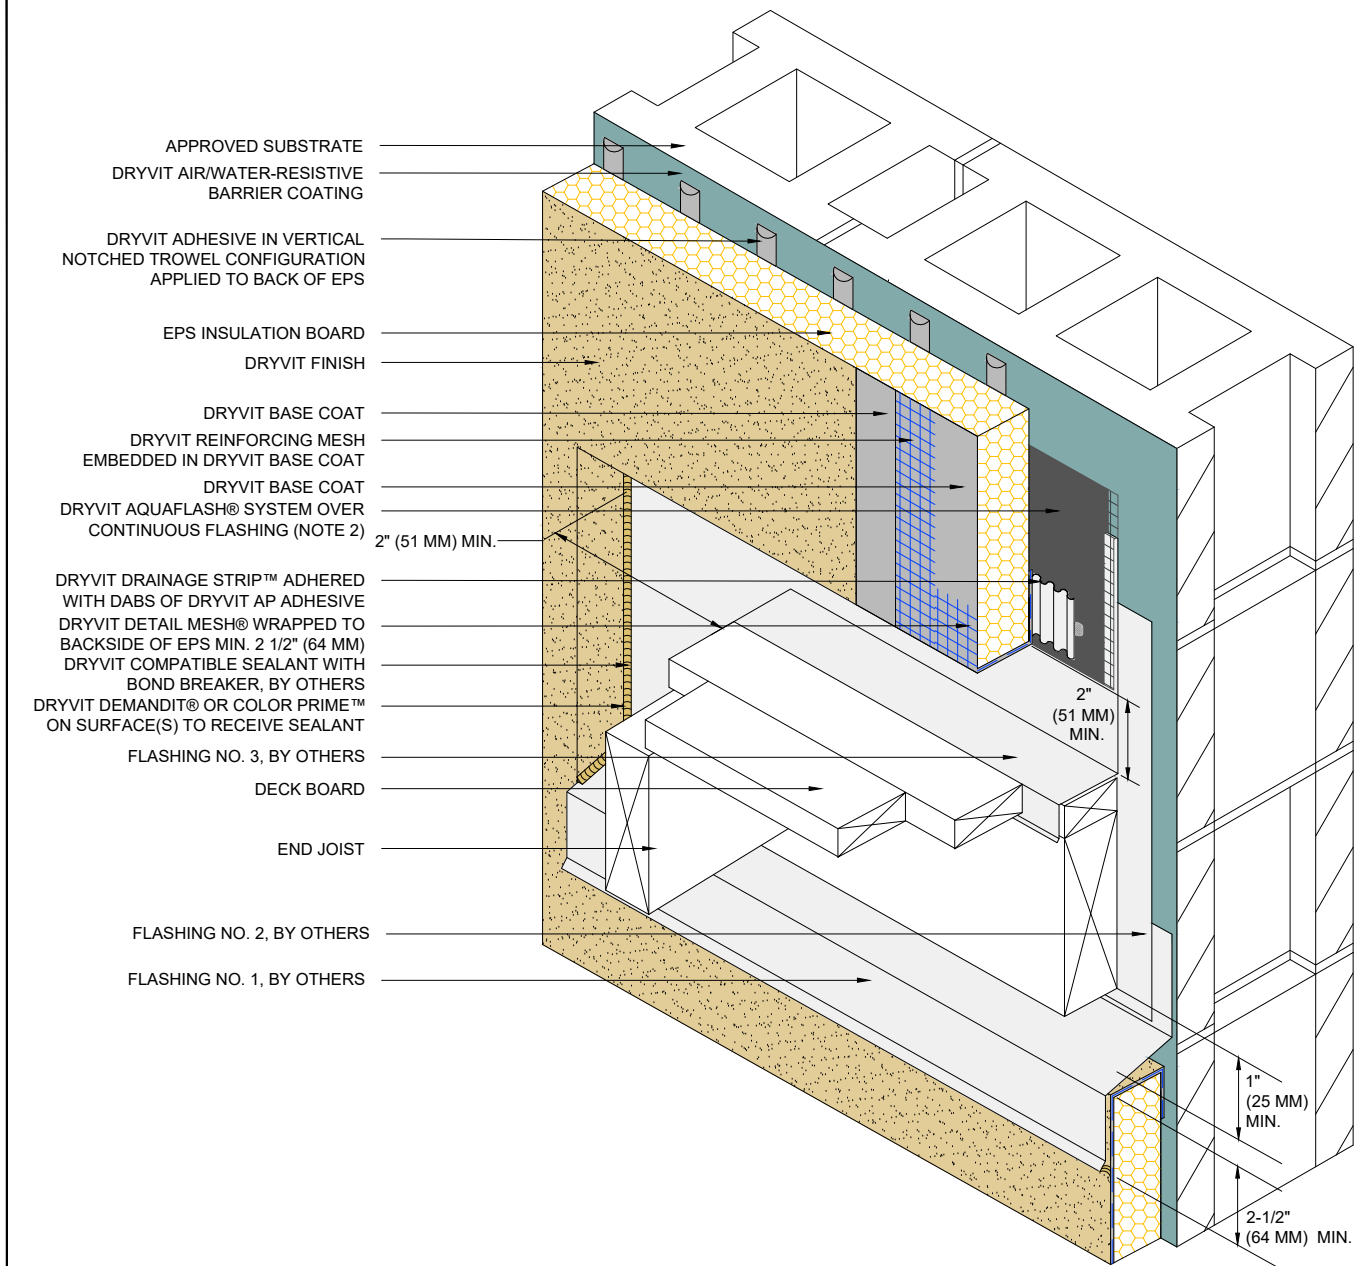 APPROVED SUBSTRATE
DRYVIT AIR/WATER-RESISTIVE
BARRIER COATING
DRYVIT ADHESIVE IN VERTICAL
NOTCHED TROWEL CONFIGURATION
APPLIED TO BACK OF EPS
EPS INSULATION BOARD
DRYVIT FINISH
DRYVIT BASE COAT
DRYVIT REINFORCING MESH
EMBEDDED IN DRYVIT BASE COAT
DRYVIT BASE COAT
DRYVIT AQUAFLASH® SYSTEM OVER
CONTINUOUS FLASHING (NOTE 2)
2" (51 MM) MIN.
DRYVIT DRAINAGE STRIP™ ADHERED
WITH DABS OF DRYVIT AP ADHESIVE
DRYVIT DETAIL MESH® WRAPPED TO
BACKSIDE OF EPS MIN. 2 1/2" (64 MM)
DRYVIT COMPATIBLE SEALANT WITH
BOND BREAKER, BY OTHERS
DRYVIT DEMANDIT® OR COLOR PRIME™
ON SURFACE(S) TO RECEIVE SEALANT
2"
(51 MM)
MIN.
FLASHING NO. 3, BY OTHERS
DECK BOARD
END JOIST
FLASHING NO. 2, BY OTHERS
FLASHING NO. 1, BY OTHERS
1"
(25 MM)
MIN.
2-1/2"
(64 MM) MIN.